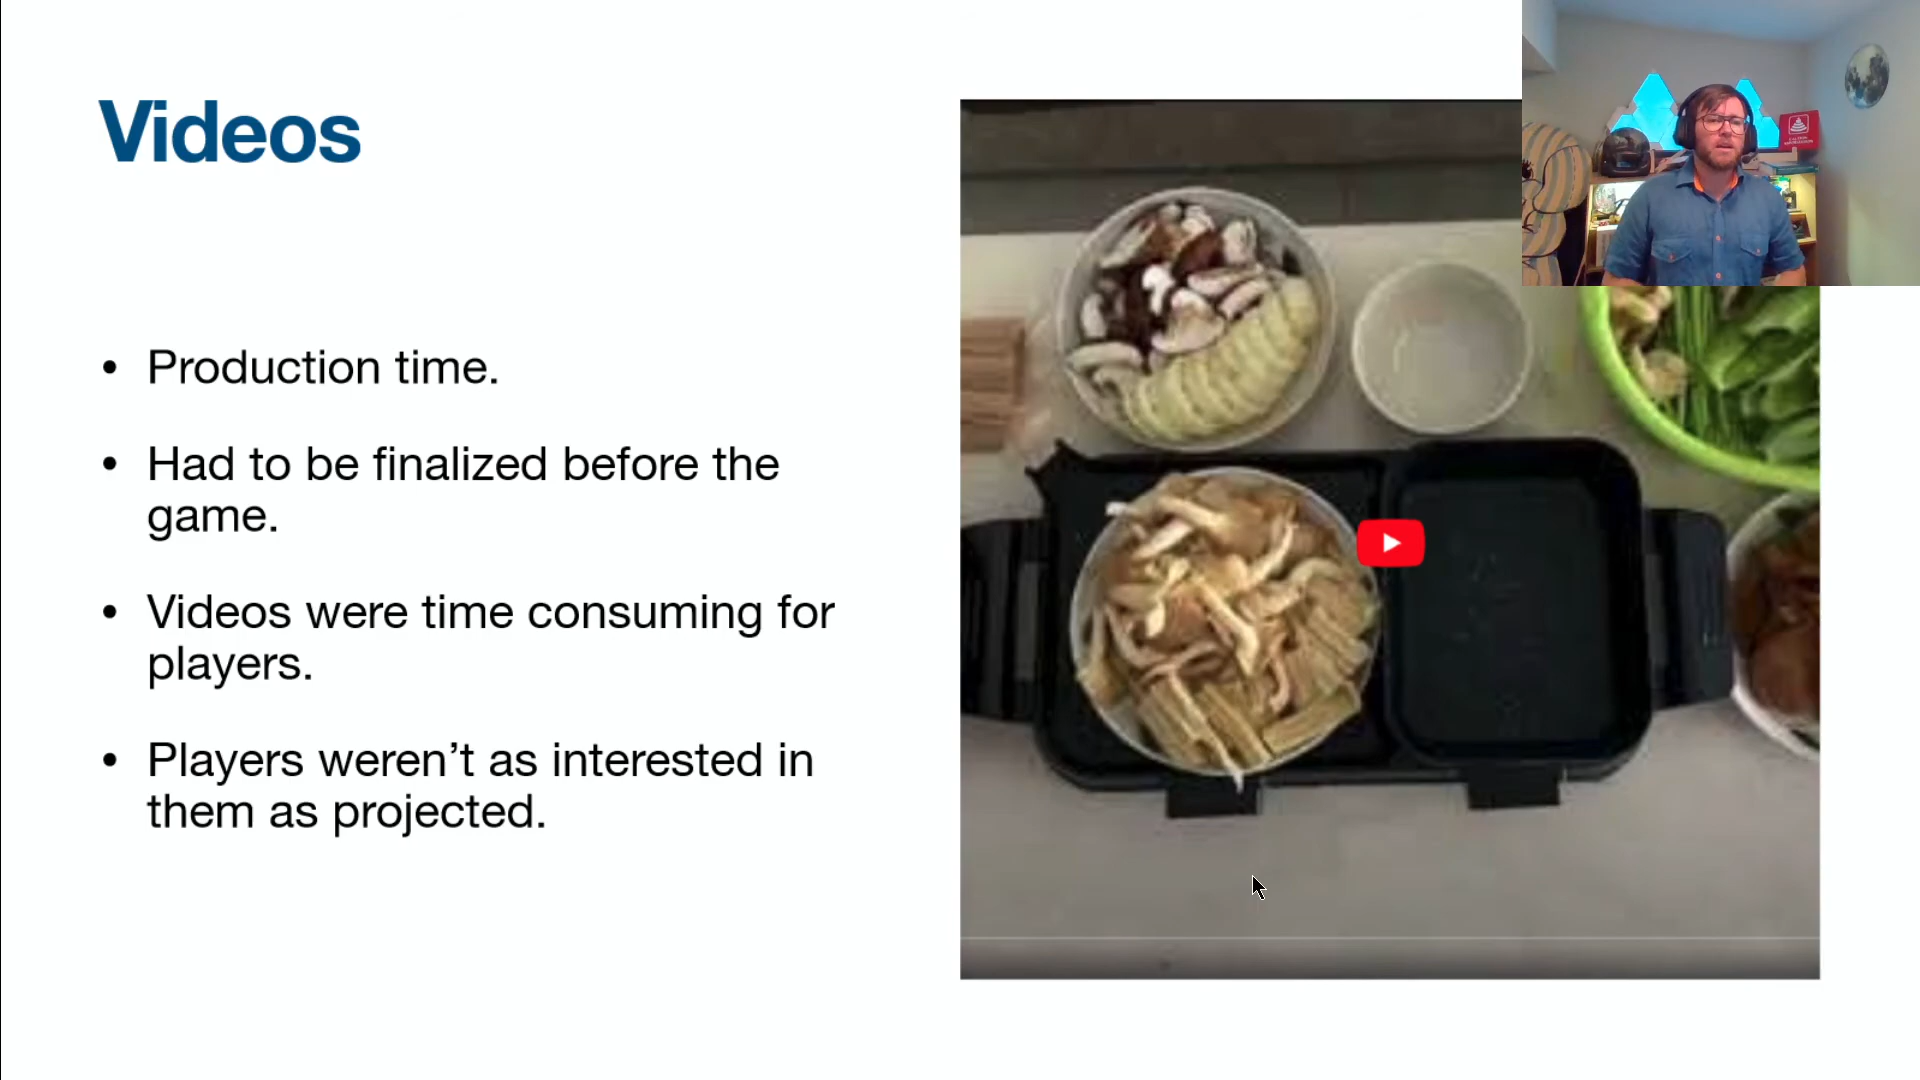 Videos
• Production time.
• Had to be finalized before the
game.
• Videos were time consuming for
players.
• Players weren’t as interested in
them as projected.